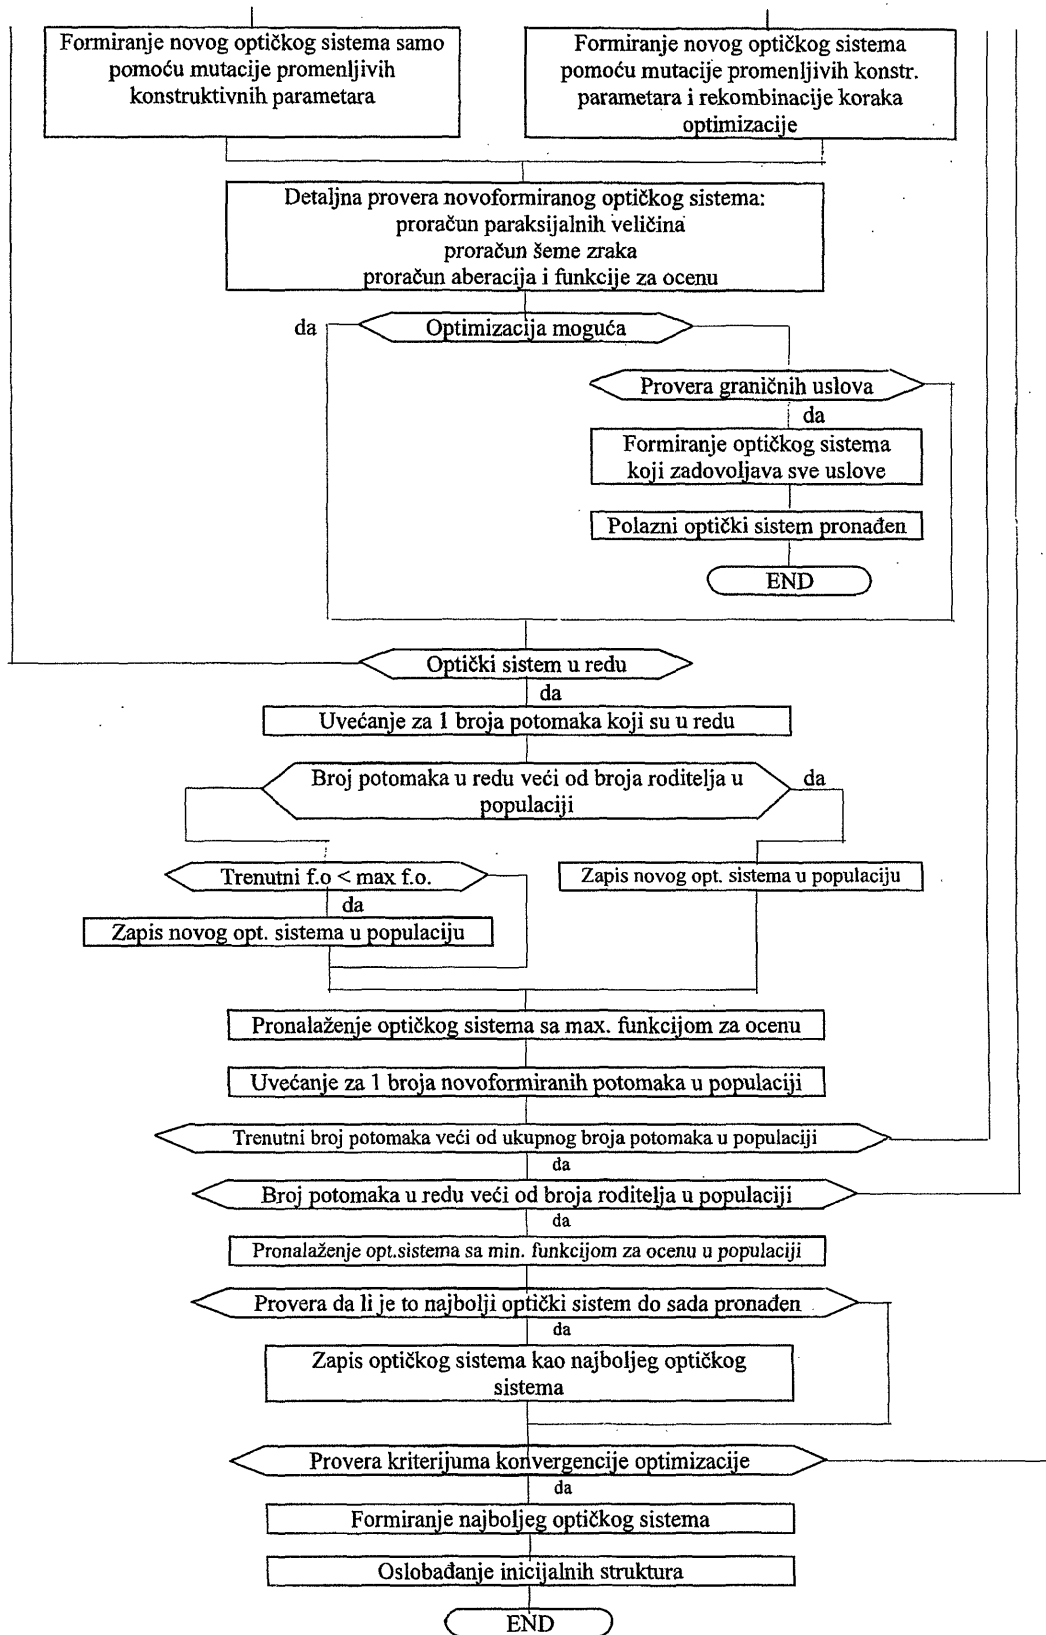 Formiranje novog optičkog sistema samo
pomoću mutacije promenljivih
konstruktivnih parametara
Formiranje novog optičkog sistema
pomoću mutacije promenljivih konstr.
parametara i rekombinacije koraka
optimizacije
Detaljna provera novoformiranog optičkog sistema:
proračun paraksijalnih veličina
proračun šeme zraka
proračun aberacija i funkcije za ocenu
da
Optimizacija moguća
Provera graničnih uslova
da
Formiranje optičkog sistema
koji zadovoljava sve uslove
Polazni optički sistem pronađen
END
Optički sistem u redu
da
Uvećanje za 1 broja potomaka koji su u redu
Broj potomaka u redu veći od broja roditelja u
populaciji
da
Trenutni f.o < max f.o.
da
Zapis novog opt. sistema u populaciju
Zapis novog opt. sistema u populaciju
Pronalaženje optičkog sistema sa max. funkcijom za ocenu
Uvećanje za 1 broja novoformiranih potomaka u populaciji
Trenutni broj potomaka veći od ukupnog broja potomaka u populaciji
da
Broj potomaka u redu veći od broja roditelja u populaciji
da
Pronalaženje opt.sistema sa min. funkcijom za ocenu u populaciji
Provera da li je to najbolji optički sistem do sada pronađen
da
Zapis optičkog sistema kao najboljeg optičkog
sistema
Provera kriterijuma konvergencije optimizacije
da
Formiranje najboljeg optičkog sistema
Oslobađanje inicijalnih struktura
END